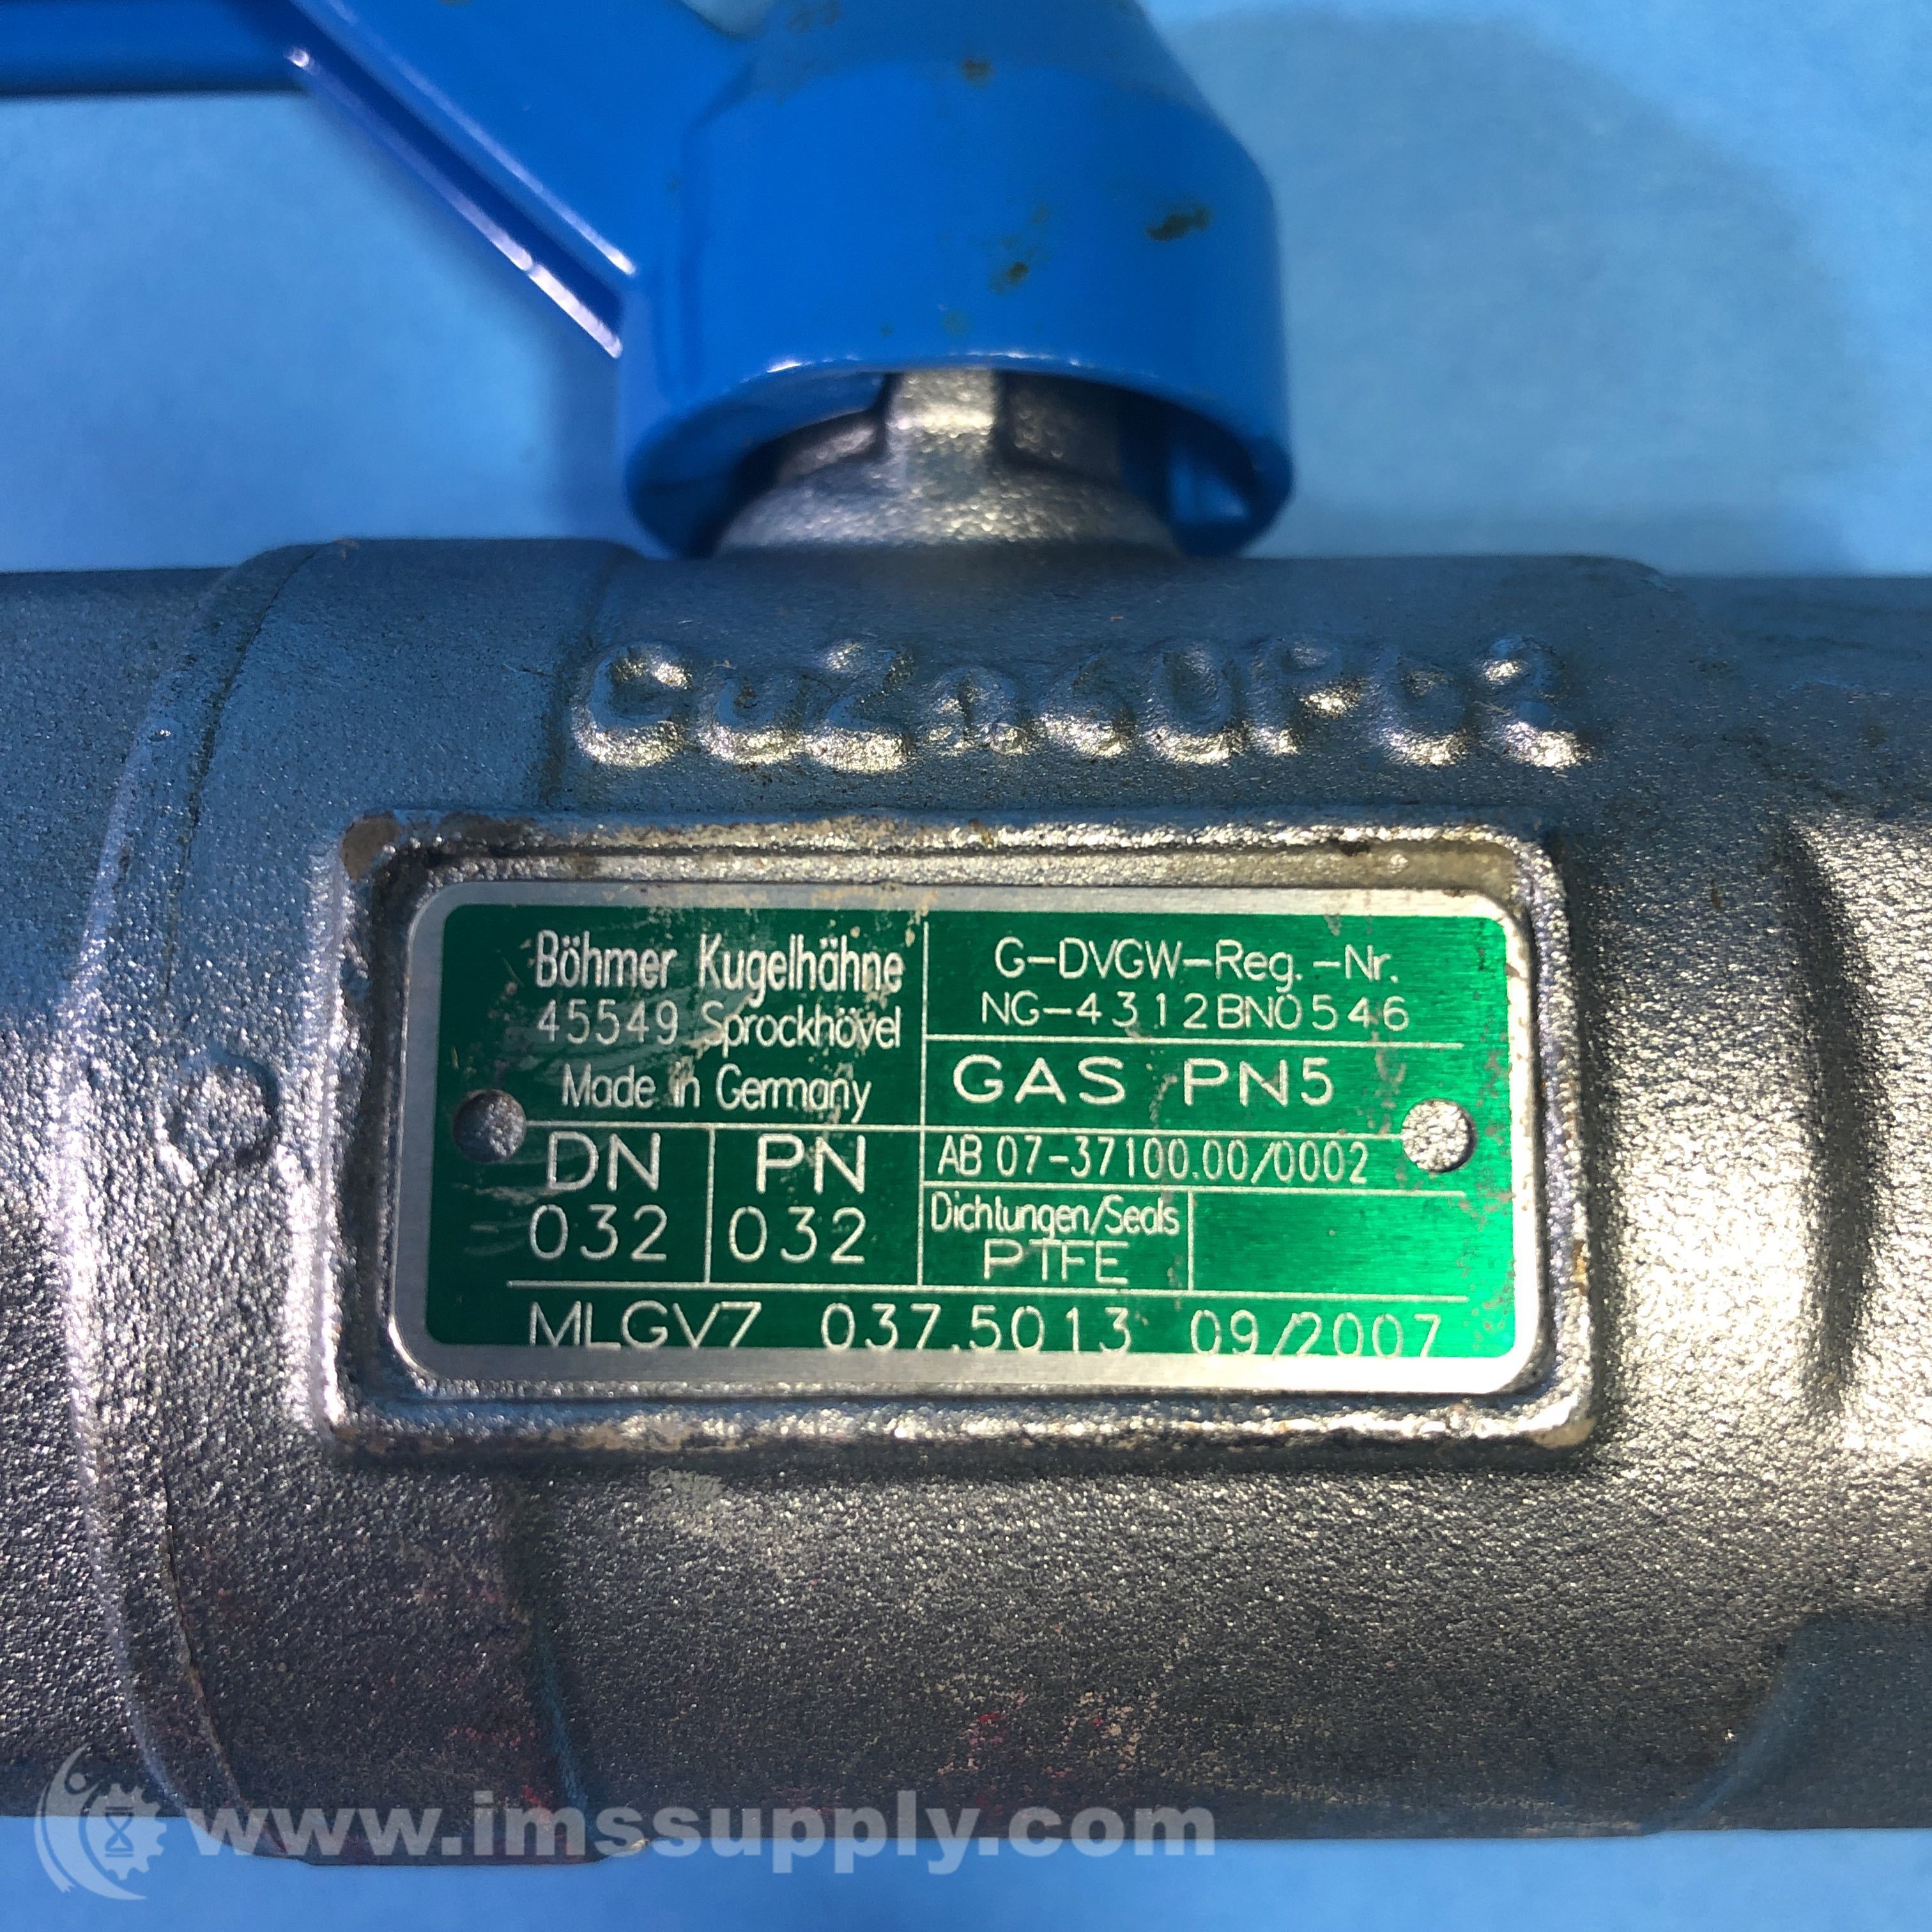 CuZn40Pb2
Böhmer Kugelhähne
45549 Sprockhövel
Made in Germany
G-DVGW-Reg.-Nr.
NG-4312BN0546
GAS PN5
DN
032
PN
032
AB 07-37100.00/0002
Dichtungen/Seals
PTFE
MLGV7 037.5013 09/2007
www.imssupply.com